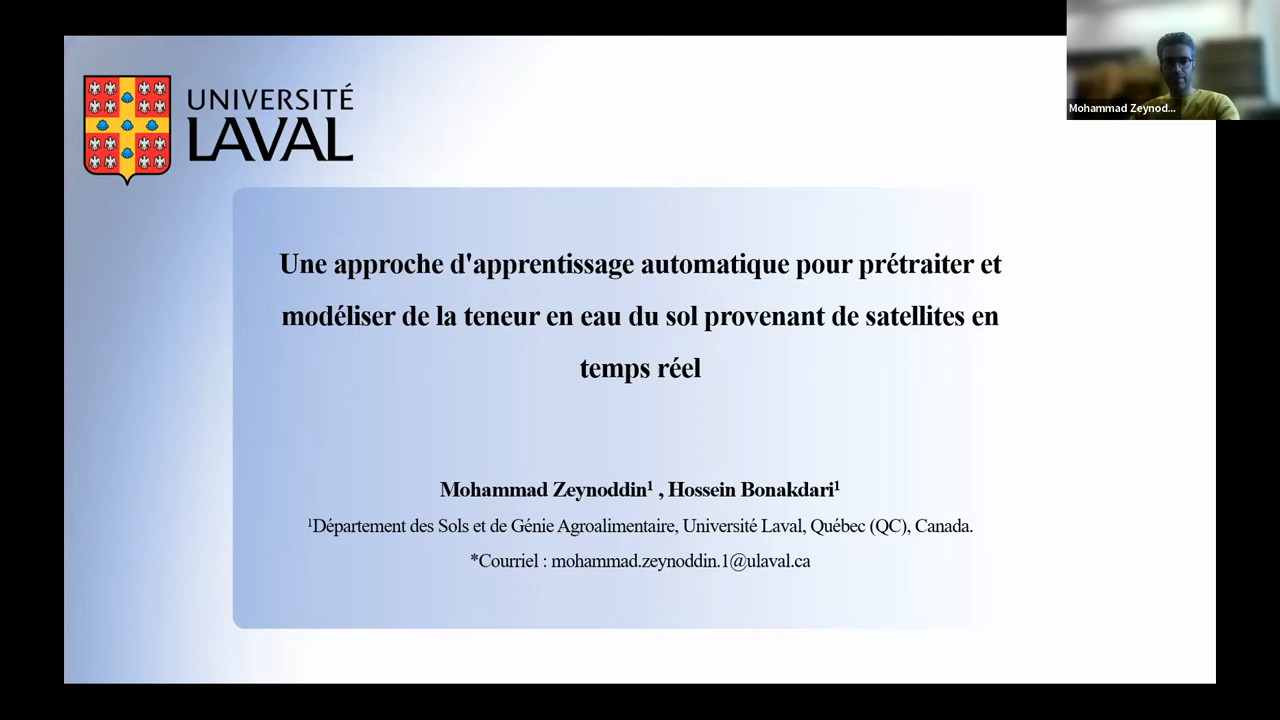 UNIVERSITÉ
LAVAL
Mohammad Zeynod...
Une approche d'apprentissage automatique pour prétraiter et
modéliser de la teneur en eau du sol provenant de satellites en
temps réel
Mohammad Zeynoddin¹ , Hossein Bonakdari¹
¹Département des Sols et de Génie Agroalimentaire, Université Laval, Québec (QC), Canada.
*Courriel : mohammad.zeynoddin.1@ulaval.ca